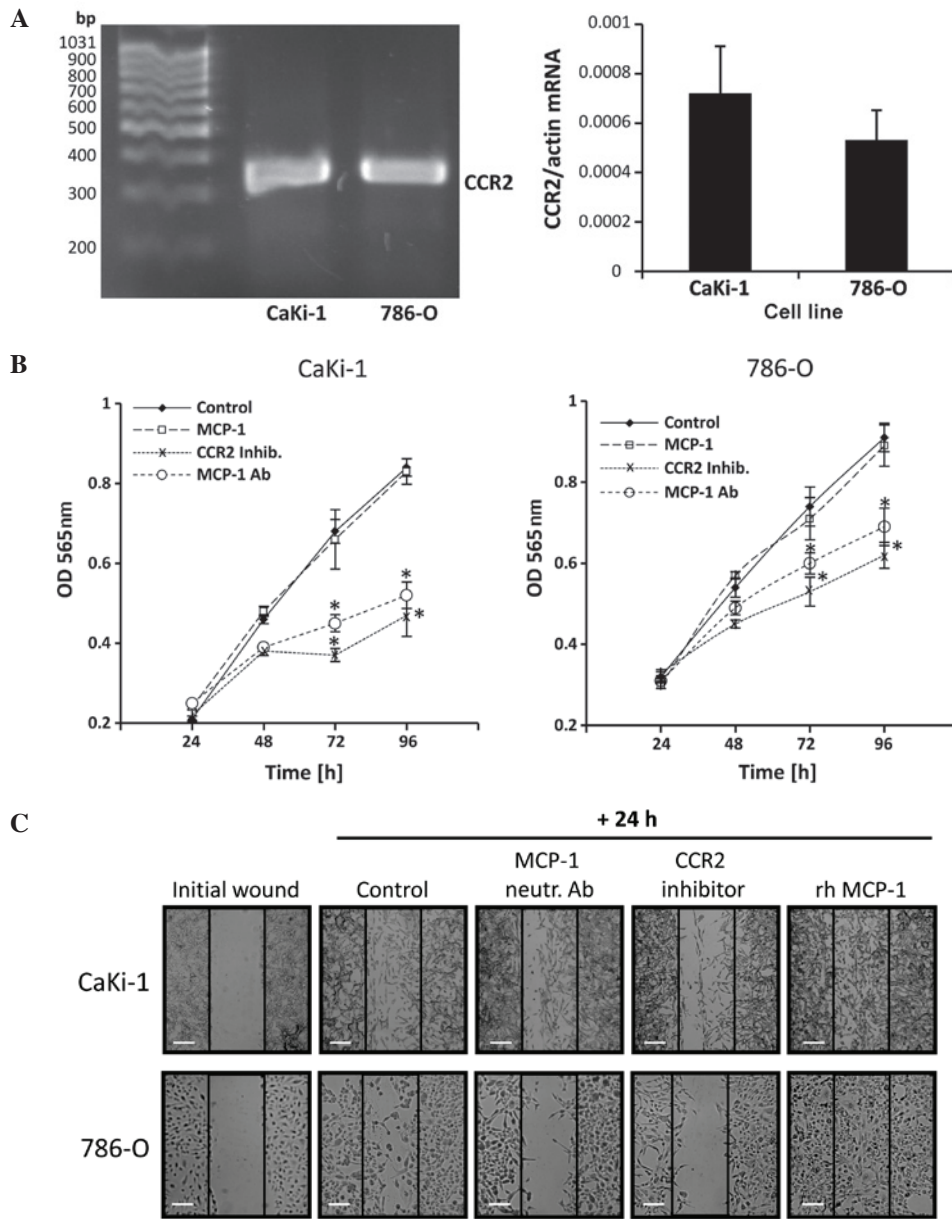 A
bp
1031
900
800
700
600
500
400
300
200
CCR2
CaKi-1 786-O
CCR2/actin mRNA
0.001
0.0008
0.0006
0.0004
0.0002
0
CaKi-1 786-O
Cell line
B
CaKi-1
Control
MCP-1
CCR2 Inhib.
MCP-1 Ab
OD 565nm
1
0.8
0.6
0.4
0.2
* * * *
24 48 72 96
Time [h]
786-O
Control
MCP-1
CCR2 Inhib.
MCP-1 Ab
OD 565nm
1
0.8
0.6
0.4
0.2
* * * *
24 48 72 96
Time [h]
C
+ 24 h
Initial wound
Control
MCP-1
neutr. Ab
CCR2
inhibitor
rh MCP-1
CaKi-1
786-O